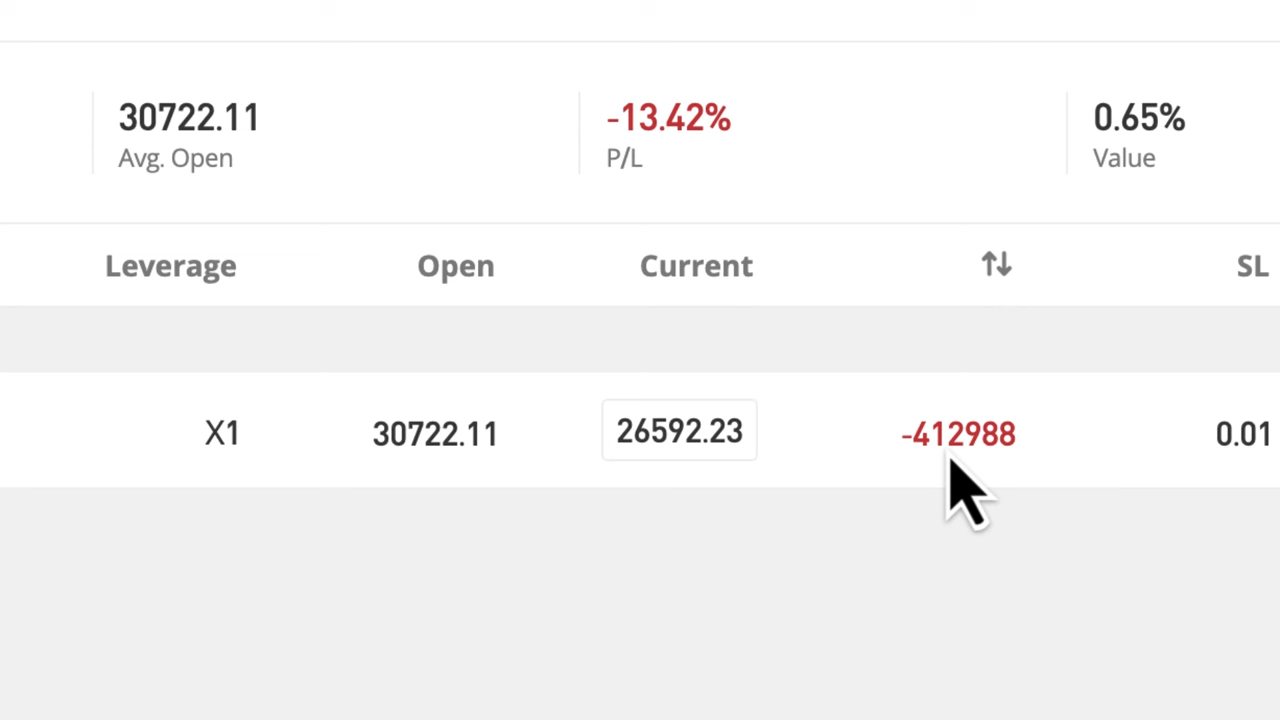 30722.11 -13.42% 0.65%
Avg. Open P/L Value
Leverage Open Current SL
X1 30722.11 26592.23 -412988 0.01